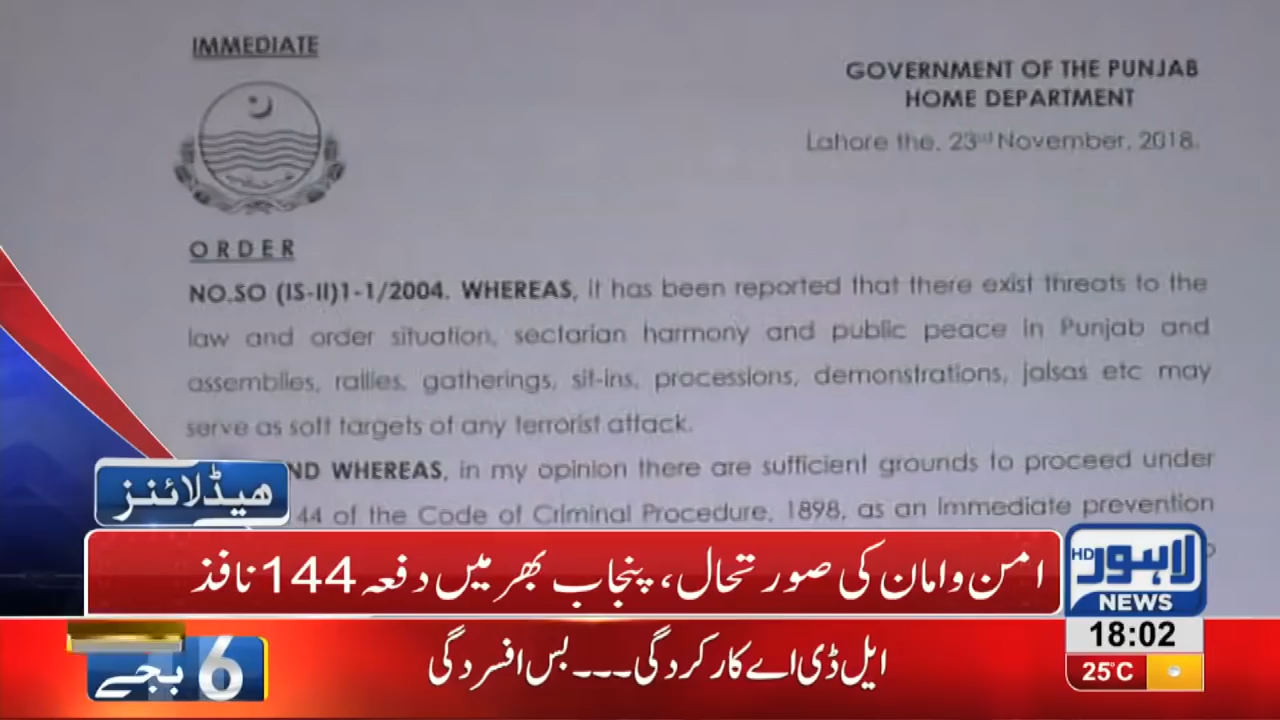 IMMEDIATE
GOVERNMENT OF THE PUNJAB
HOME DEPARTMENT
Lahore the, 23rd November, 2018.
ORDER
NO.SO (IS-II)1-1/2004. WHEREAS, it has been reported that there exist threats to the
law and order situation, sectarian harmony and public peace in Punjab and
assemblies, rallies, gatherings, sit-ins, processions, demonstrations, jalsas etc may
serve as soft targets of any terrorist attack.
ND WHEREAS, in my opinion there are sufficient grounds to proceed under
44 of the Code of Criminal Procedure, 1898, as an immediate prevention
ھیڈلائنز
امن و امان کی صورتحال، پنجاب بھر میں دفعہ 144 نافذ
HD لاہور
NEWS
18:02
25°C
6 بجے
ایل ڈی اے کارکردگی --- بس افسردگی